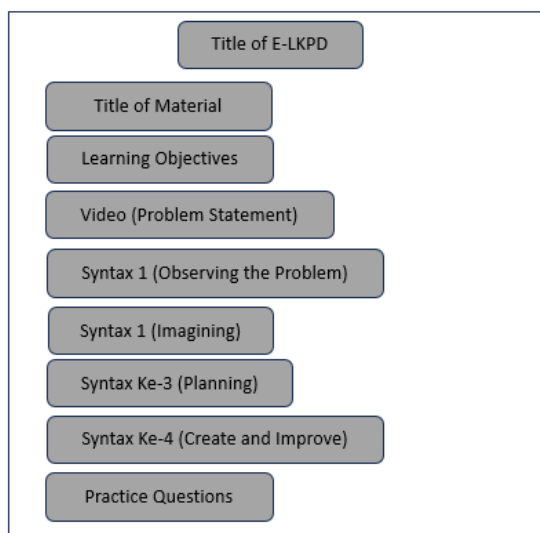 Title of E-LKPD
Title of Material
Learning Objectives
Video (Problem Statement)
Syntax 1 (Observing the Problem)
Syntax 1 (Imagining)
Syntax Ke-3 (Planning)
Syntax Ke-4 (Create and Improve)
Practice Questions